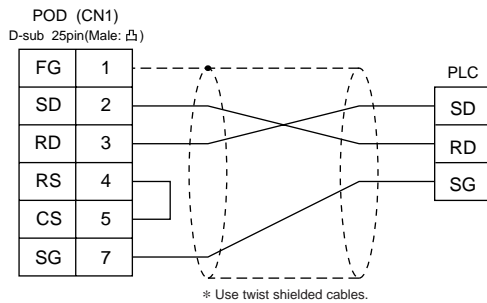 POD (CN1)
D-sub 25pin(Male: 凸)
FG 1
SD 2
RD 3
RS 4
CS 5
SG 7
PLC
SD
RD
SG
* Use twist shielded cables.